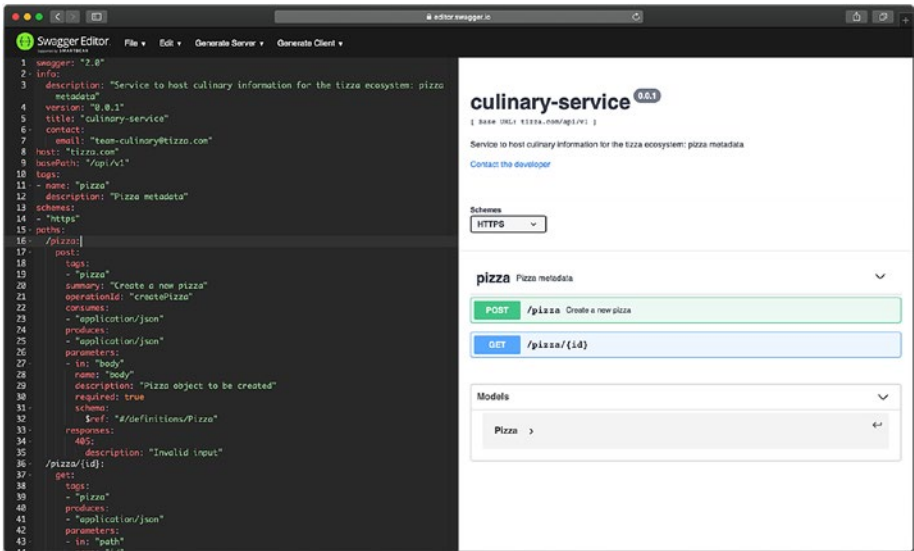 editor.swagger.io
Swagger Editor.
Supported by SMARTBEAR
File Edit Generate Server Generate Client
1 swagger: "2.0"
2 info:
3 description: "Service to host culinary information for the tizza ecosystem: pizza
metadata"
4 version: "0.0.1"
5 title: "culinary-service"
6 contact:
7 email: "team-culinary@tizza.com"
8 host: "tizza.com"
9 basePath: "/api/v1"
10 tags:
11 - name: "pizza"
12 description: "Pizza metadata"
13 schemes:
14 - "https"
15 paths:
16 /pizza:
17 post:
18 tags:
19 - "pizza"
20 summary: "Create a new pizza"
21 operationId: "createPizza"
22 consumes:
23 - "application/json"
24 produces:
25 - "application/json"
26 parameters:
27 - in: "body"
28 name: "body"
29 description: "Pizza object to be created"
30 required: true
31 schema:
32 $ref: "#/definitions/Pizza"
33 responses:
34 405:
35 description: "Invalid input"
36 /pizza/{id}:
37 get:
38 tags:
39 - "pizza"
40 produces:
41 - "application/json"
42 parameters:
43 - in: "path"
culinary-service 0.0.1
[ Base URL: tizza.com/api/v1 ]
Service to host culinary information for the tizza ecosystem: pizza metadata
Contact the developer
Schemes
HTTPS
pizza Pizza metadata
POST /pizza Create a new pizza
GET /pizza/{id}
Models
Pizza